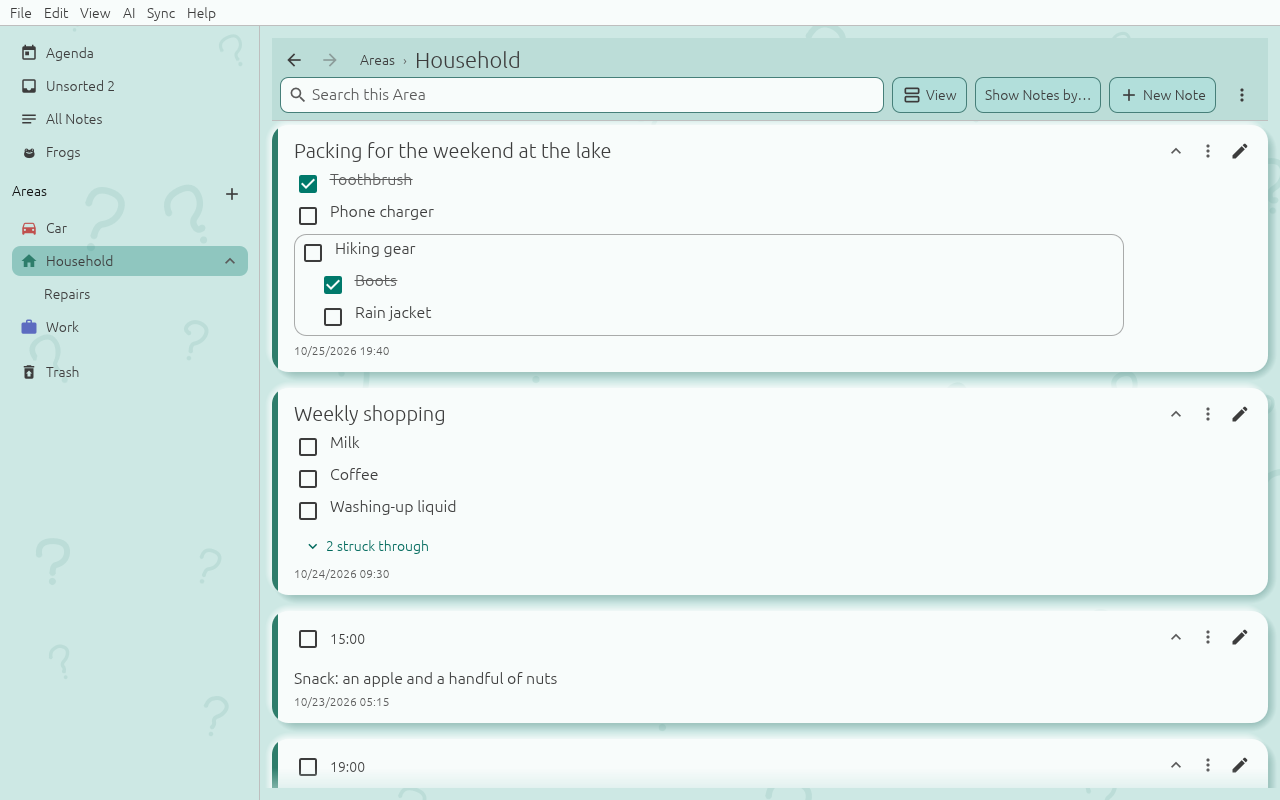 File Edit View AI Sync Help
Agenda
Unsorted 2
All Notes
Frogs
Areas
Car
Household
Repairs
Work
Trash
Areas › Household
Search this Area
View
Show Notes by...
New Note
Packing for the weekend at the lake
Toothbrush
Phone charger
Hiking gear
Boots
Rain jacket
10/25/2026 19:40
Weekly shopping
Milk
Coffee
Washing-up liquid
2 struck through
10/24/2026 09:30
15:00
Snack: an apple and a handful of nuts
10/23/2026 05:15
19:00